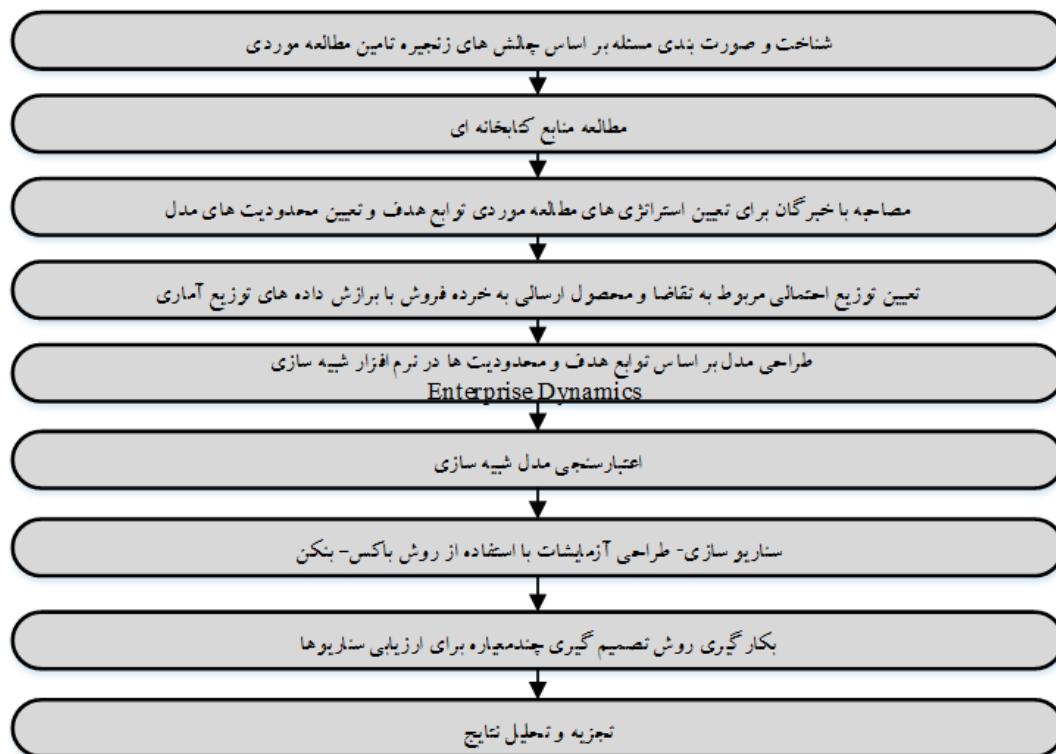 شناخت و صورت بندی مسئله بر اساس چالش های زنجیره تامین مطالعه موردی
مطالعه منابع کتابخانه ای
مصاحبه با خبرگان برای تعیین استراتژی های مطالعه موردی توابع هدف و تعیین محدودیت های مدل
تعیین توزیع احتمالی مربوط به تقاضا و محصول ارسالی به خرده فروش با برازش داده های توزیع آماری
طراحی مدل بر اساس توابع هدف و محدودیت ها در نرم افزار شبیه سازی
Enterprise Dynamics
اعتبارسنجی مدل شبیه سازی
سناریو سازی- طراحی آزمایشات با استفاده از روش باکس- بنکن
بکارگیری روش تصمیم گیری چندمعیاره برای ارزیابی سناریوها
تجزیه و تحلیل نتایج